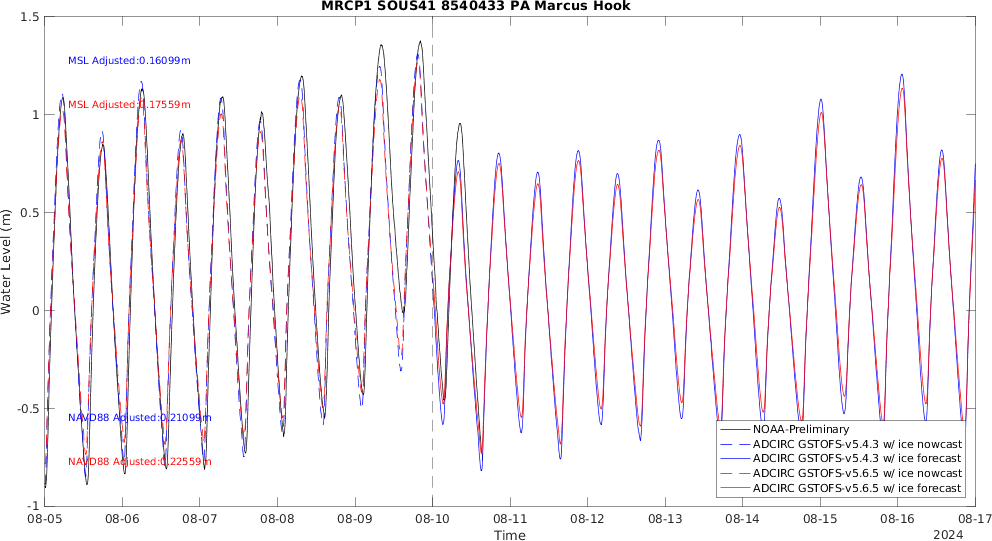 MRCP1 SOUS41 8540433 PA Marcus Hook
1.5
1
0.5
0
-0.5
-1
Water Level (m)
MSL Adjusted:0.16099m
MSL Adjusted:0.17559m
NAVD88 Adjusted:0.21099m
NAVD88 Adjusted:0.22559m
NOAA-Preliminary
ADCIRC GSTOFS-v5.4.3 w/ ice nowcast
ADCIRC GSTOFS-v5.4.3 w/ ice forecast
ADCIRC GSTOFS-v5.6.5 w/ ice nowcast
ADCIRC GSTOFS-v5.6.5 w/ ice forecast
08-05 08-06 08-07 08-08 08-09 08-10 08-11 08-12 08-13 08-14 08-15 08-16 08-17
Time
2024